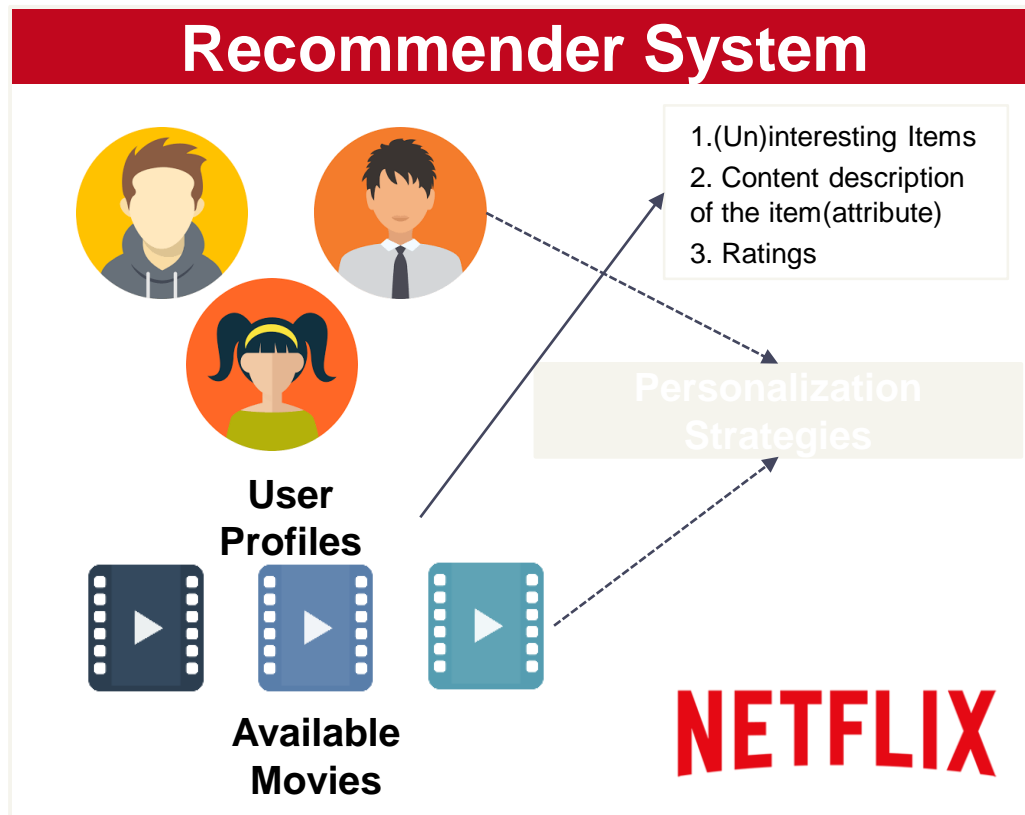 Recommender System
1.(Un)interesting Items
2. Content description
of the item(attribute)
3. Ratings
Personalization
Strategies
User
Profiles
Available
Movies
NETFLIX